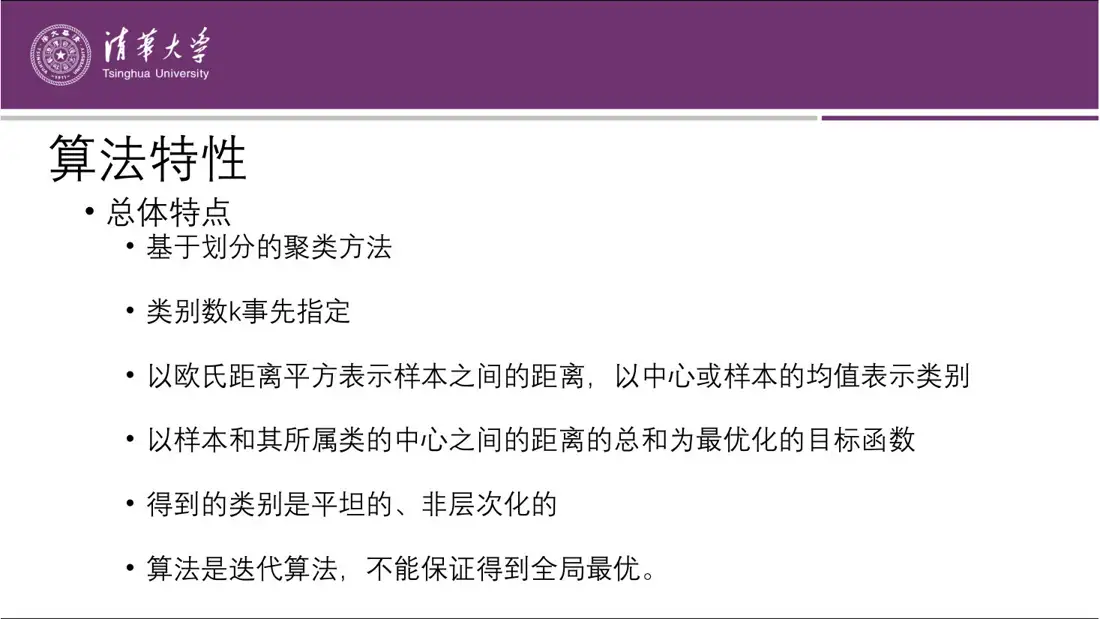 清华大学
Tsinghua University
算法特性
• 总体特点
• 基于划分的聚类方法
• 类别数k事先指定
• 以欧氏距离平方表示样本之间的距离，以中心或样本的均值表示类别
• 以样本和其所属类的中心之间的距离的总和为最优化的目标函数
• 得到的类别是平坦的、非层次化的
• 算法是迭代算法，不能保证得到全局最优。